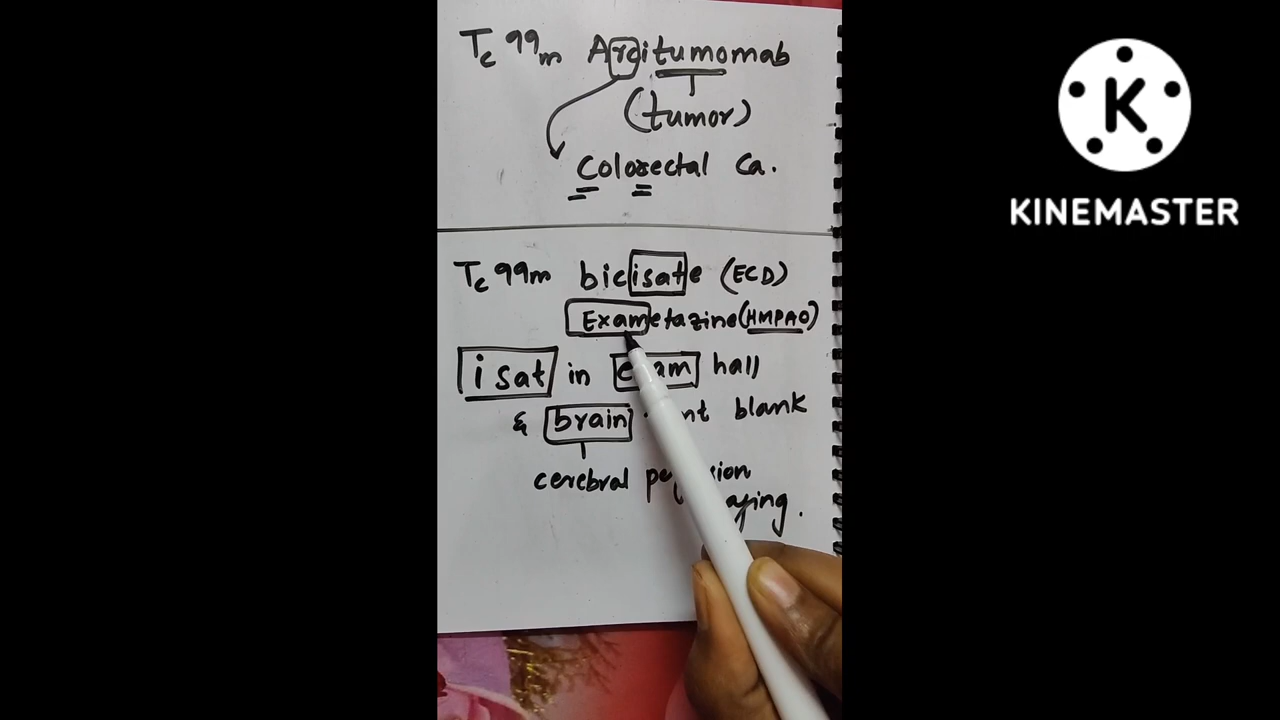 Tc 99m Arcitumomab
(tumor)
Colorectal Ca.
Tc 99m bicisate (ECD)
Exametazine (HMPAO)
i sat in exam hall
& brain blank
cerebral
KINEMASTER